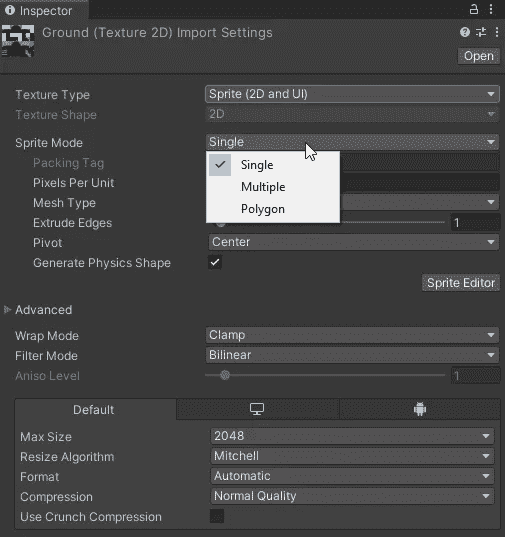 Inspector
Ground (Texture 2D) Import Settings
Open
Texture Type Sprite (2D and UI)
Texture Shape 2D
Sprite Mode Single
Single
Packing Tag
Multiple
Pixels Per Unit
Mesh Type
Polygon
Extrude Edges 1
Pivot Center
Generate Physics Shape
Sprite Editor
Advanced
Wrap Mode Clamp
Filter Mode Bilinear
Aniso Level 1
Default
Max Size 2048
Resize Algorithm Mitchell
Format Automatic
Compression Normal Quality
Use Crunch Compression